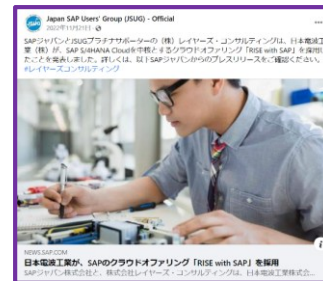 Japan SAP Users' Group (JSUG) - Official
2022年11月21日
SAPジャパンとJSUGプラチナサポーターの（株）レイヤーズ・コンサルティングは、日本電波工
業（株）が、SAP S/4HANA Cloudを中核とするクラウドオファリング「RISE with SAP」を採用し
たことを発表しました。詳しくは、以下SAPジャパンからのプレスリリースをご確認ください。
#レイヤーズコンサルティング
NEWS.SAP.COM
日本電波工業が、SAPのクラウドオファリング「RISE with SAP」を採用
SAPジャパン株式会社と、株式会社レイヤーズ・コンサルティングは、日本電波工業株式会...